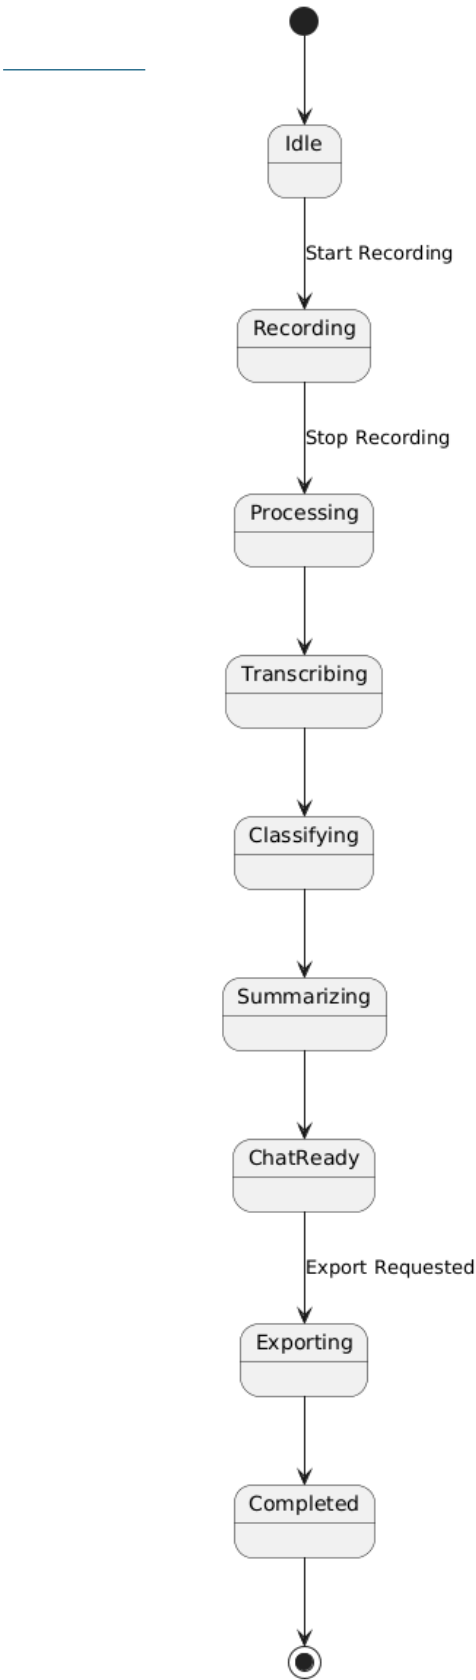 Idle
Start Recording
Recording
Stop Recording
Processing
Transcribing
Classifying
Summarizing
ChatReady
Export Requested
Exporting
Completed